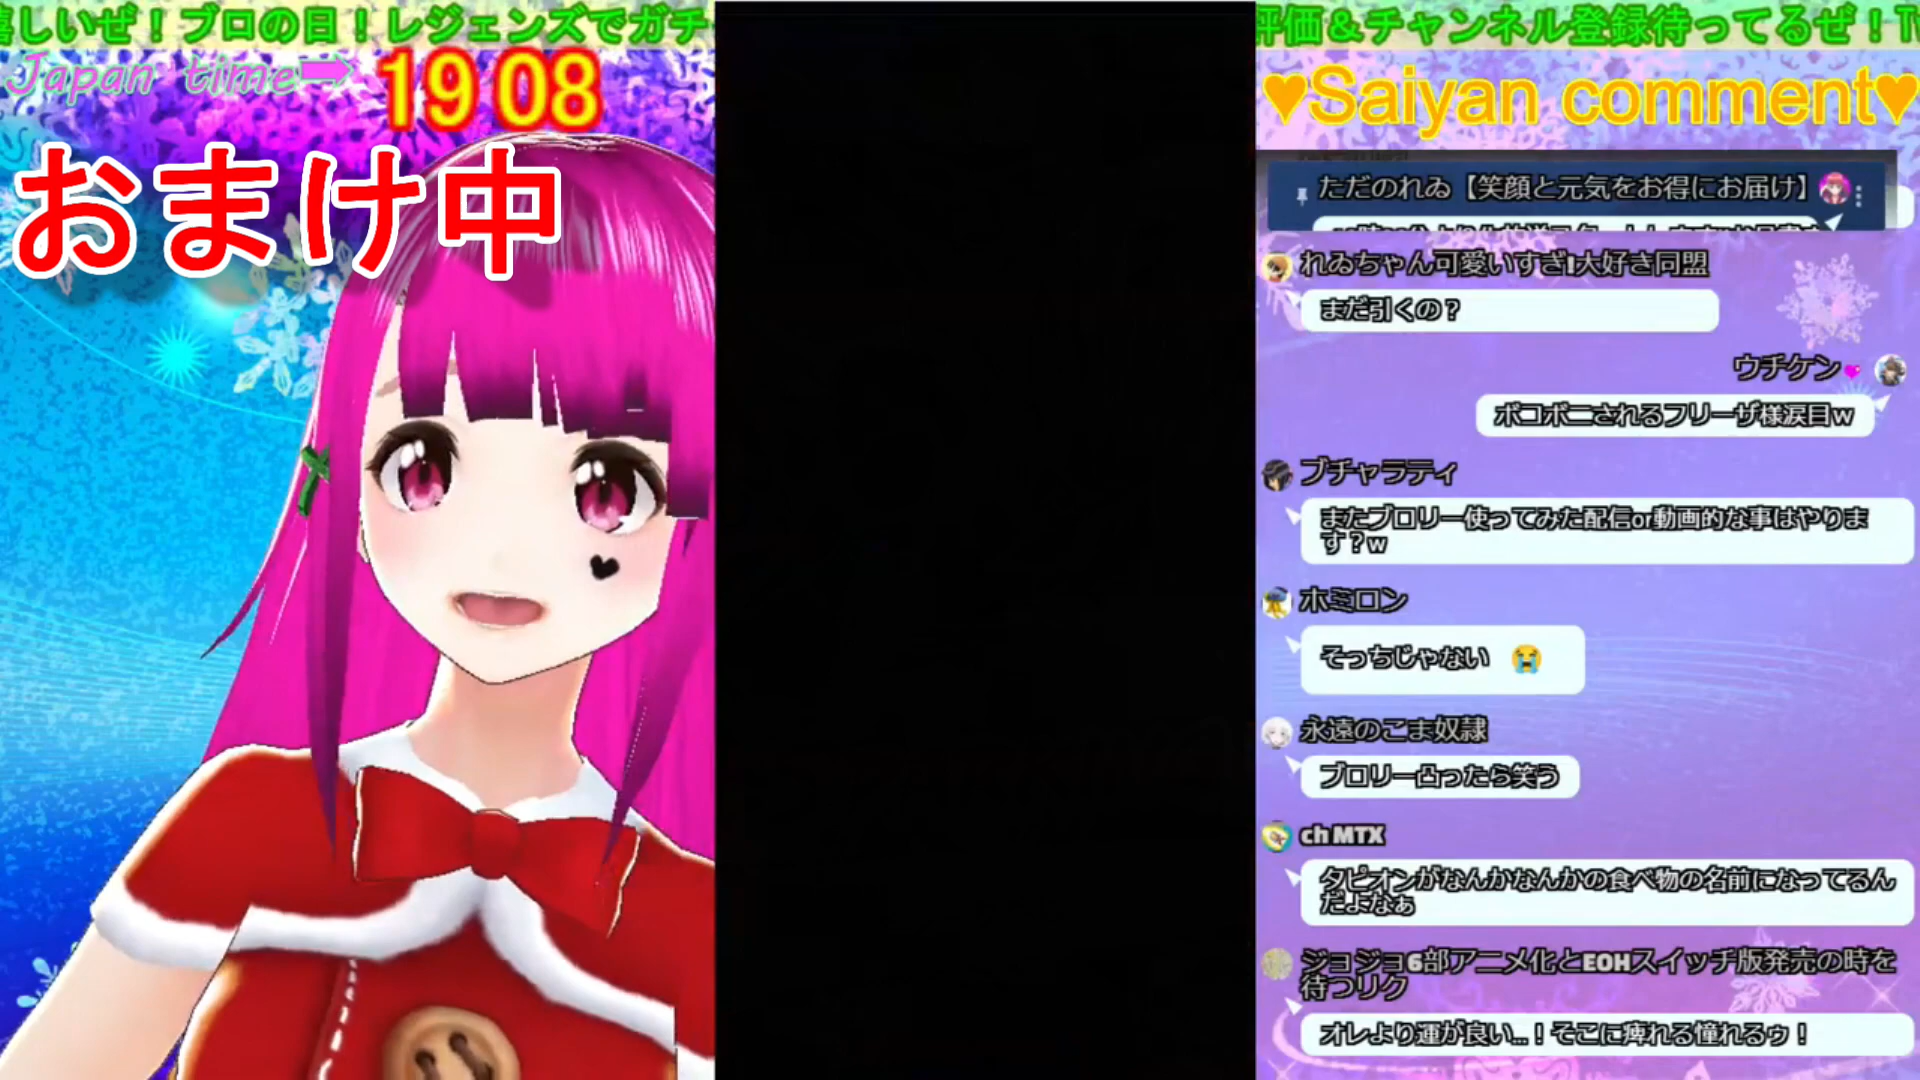 嬉しいぜ！ブロの日！レジェンズでガチ
評価＆チャンネル登録待ってるぜ！Tw
Japan time
19 08
おまけ中
♥Saiyan comment♥
ただのれゐ【笑顔と元気をお得にお届け】
れゐちゃん可愛いすぎ!大好き同盟
まだ引くの？
ウチケン
ボコボコにされるフリーザ様涙目w
ブチャラティ
またブロリー使ってみた配信or動画的な事はやりま
す？w
ホミロン
そっちじゃない 😭
永遠のこま奴隷
ブロリー凸ったら笑う
ch MTX
タピオンがなんかなんかの食べ物の名前になってるん
だよなぁ
ジョジョ6部アニメ化とEOHスイッチ版発売の時を
待つリク
オレより運が良い...！そこに痺れる憧れるゥ！